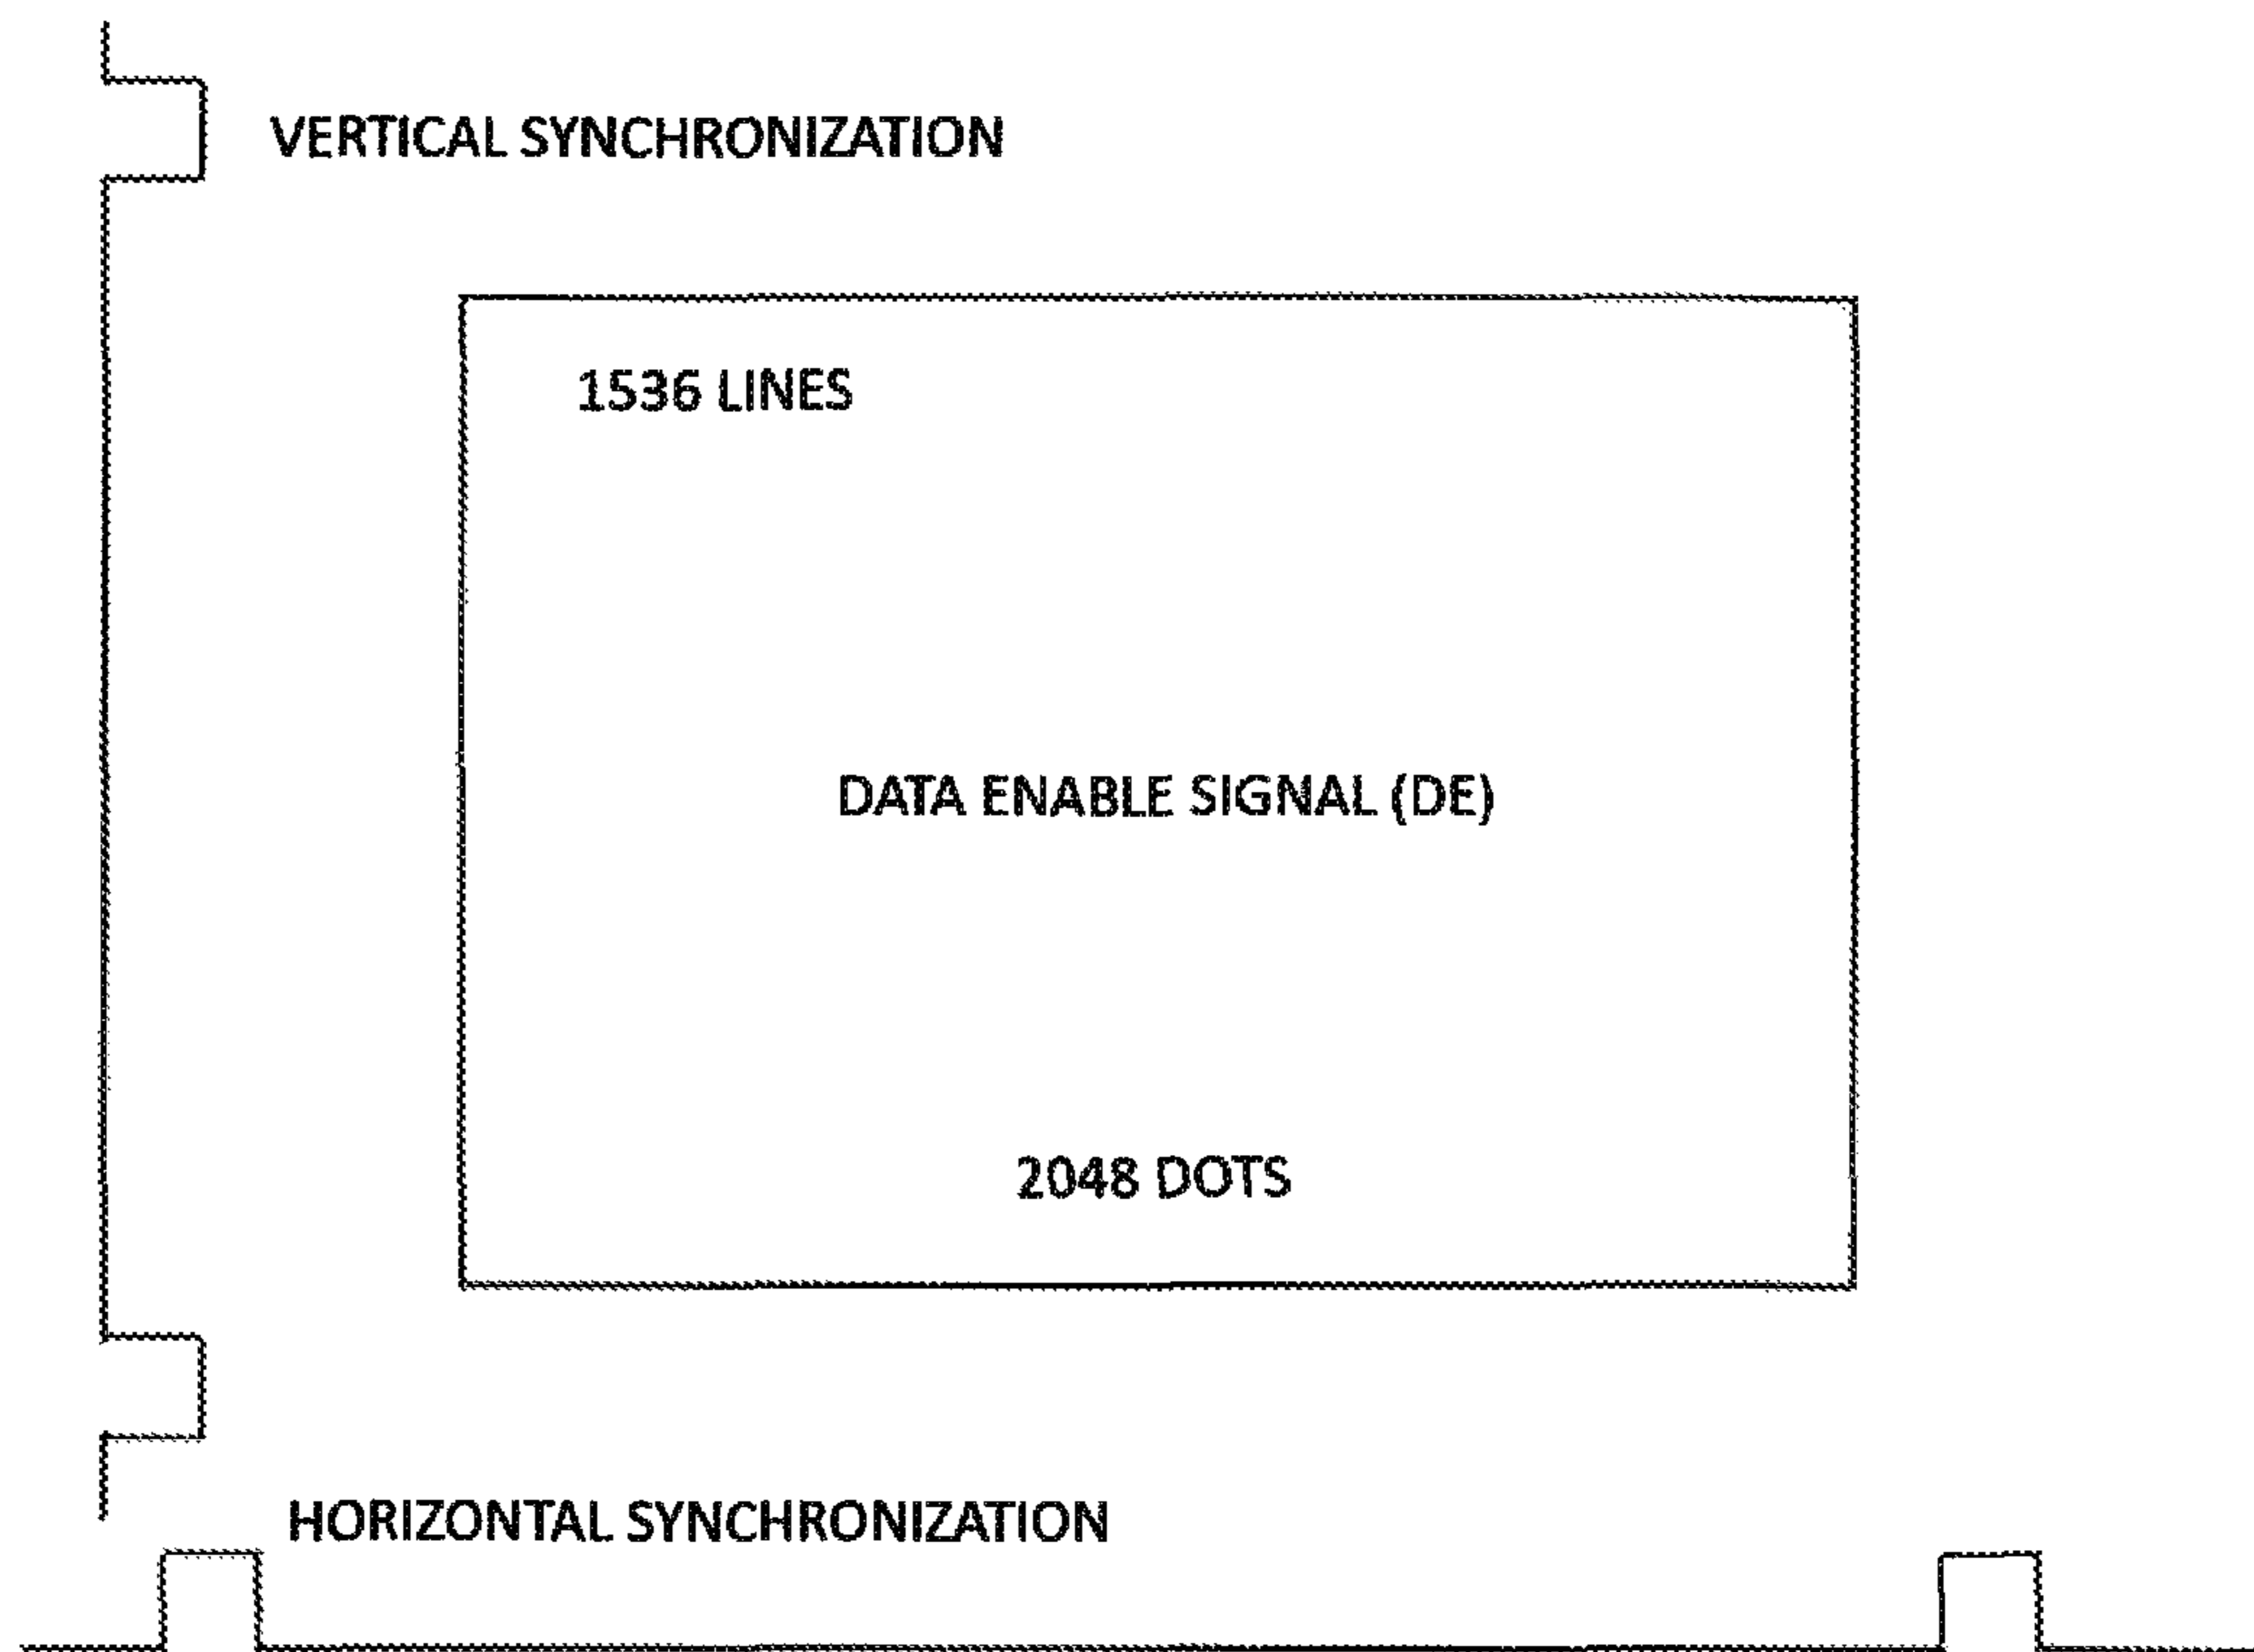 VERTICAL SYNCHRONIZATION
1536 LINES
DATA ENABLE SIGNAL (DE)
2048 DOTS
HORIZONTAL SYNCHRONIZATION